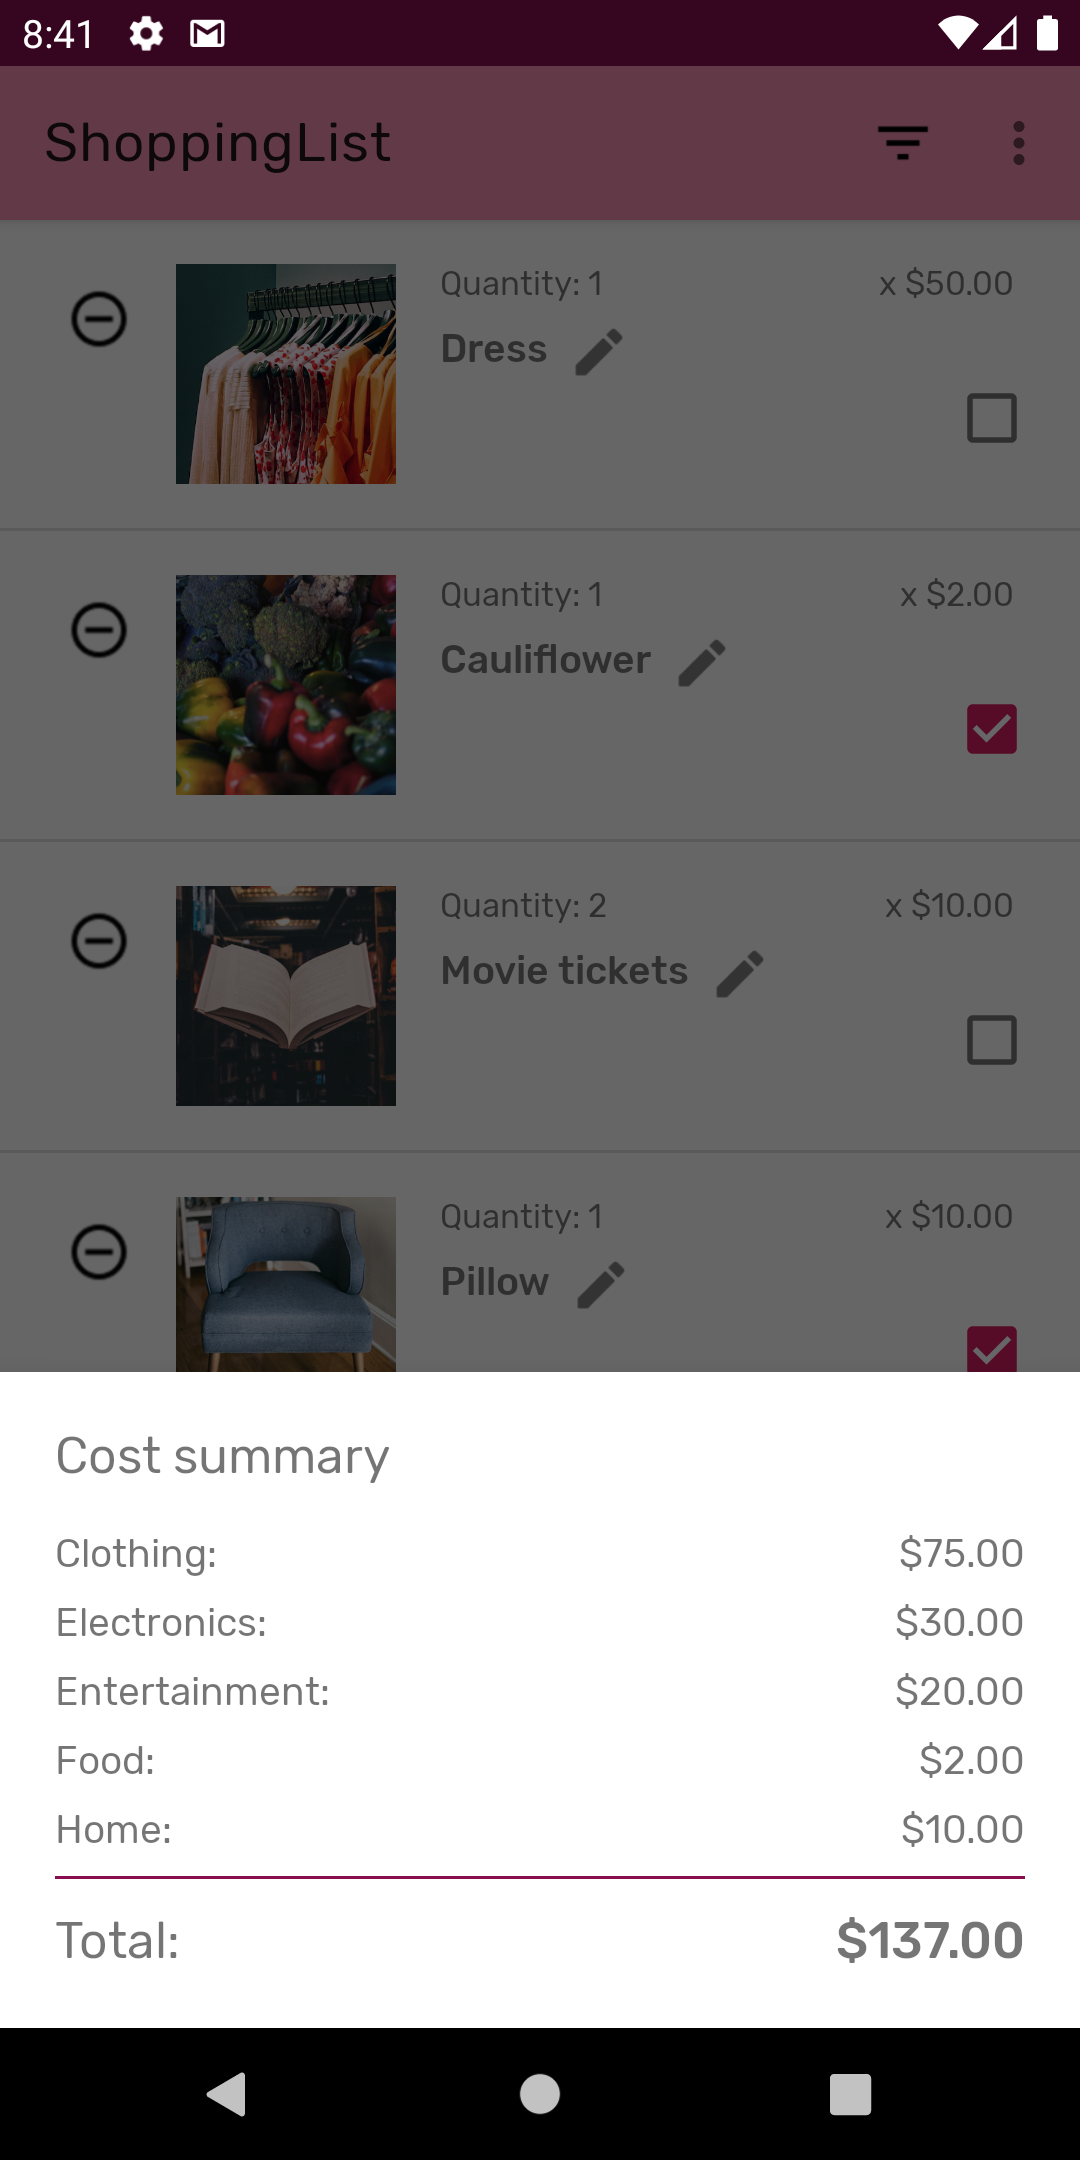 8:41
ShoppingList
Quantity: 1 x $50.00
Dress
Quantity: 1 x $2.00
Cauliflower
Quantity: 2 x $10.00
Movie tickets
Quantity: 1 x $10.00
Pillow
Cost summary
Clothing: $75.00
Electronics: $30.00
Entertainment: $20.00
Food: $2.00
Home: $10.00
Total: $137.00